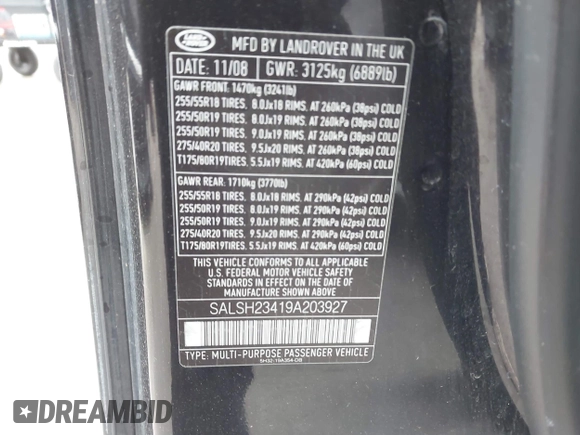 LAND-
ROVER
MFD BY LANDROVER IN THE UK
DATE: 11/08 GWR: 3125kg (6889lb)
GAWR FRONT: 1470kg (3241lb)
255/55R18 TIRES. 8.0Jx18 RIMS. AT 260kPa (38psi) COLD
255/50R19 TIRES. 8.0Jx19 RIMS. AT 260kPa (38psi) COLD
255/50R19 TIRES. 9.0Jx19 RIMS. AT 260kPa (38psi) COLD
275/40R20 TIRES. 9.5Jx20 RIMS. AT 260kPa (38psi) COLD
T175/80R19TIRES. 5.5Jx19 RIMS. AT 420kPa (60psi) COLD
GAWR REAR. 1710kg (3770lb)
255/55R18 TIRES. 8.0Jx18 RIMS. AT 290kPa (42psi) COLD
255/50R19 TIRES. 8.0Jx19 RIMS. AT 290kPa (42psi) COLD
255/50R19 TIRES. 9.0Jx19 RIMS. AT 290kPa (42psi) COLD
275/40R20 TIRES. 9.5Jx20 RIMS. AT 290kPa (42psi) COLD
T175/80R19TIRES. 5.5Jx19 RIMS. AT 420kPa (60psi) COLD
THIS VEHICLE CONFORMS TO ALL APPLICABLE
U.S. FEDERAL MOTOR VEHICLE SAFETY
STANDARDS IN EFFECT ON THE DATE OF
MANUFACTURE SHOWN ABOVE
SALSH23419A203927
TYPE: MULTI-PURPOSE PASSENGER VEHICLE
5H32-19A354-DB
DREAMBID